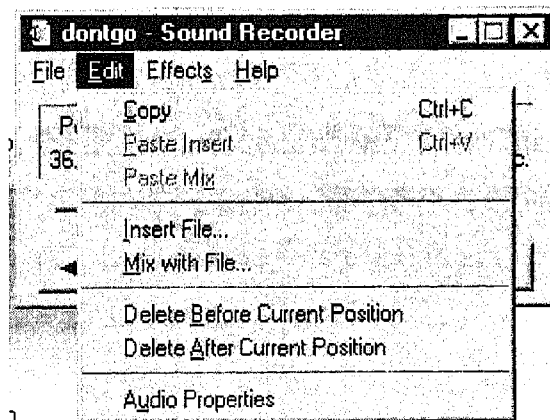 dontgo - Sound Recorder
File Edit Effects Help
Copy Ctrl+C
Paste Insert Ctrl+V
Paste Mix
36.
c.
Insert File...
Mix with File...
Delete Before Current Position
Delete After Current Position
Audio Properties